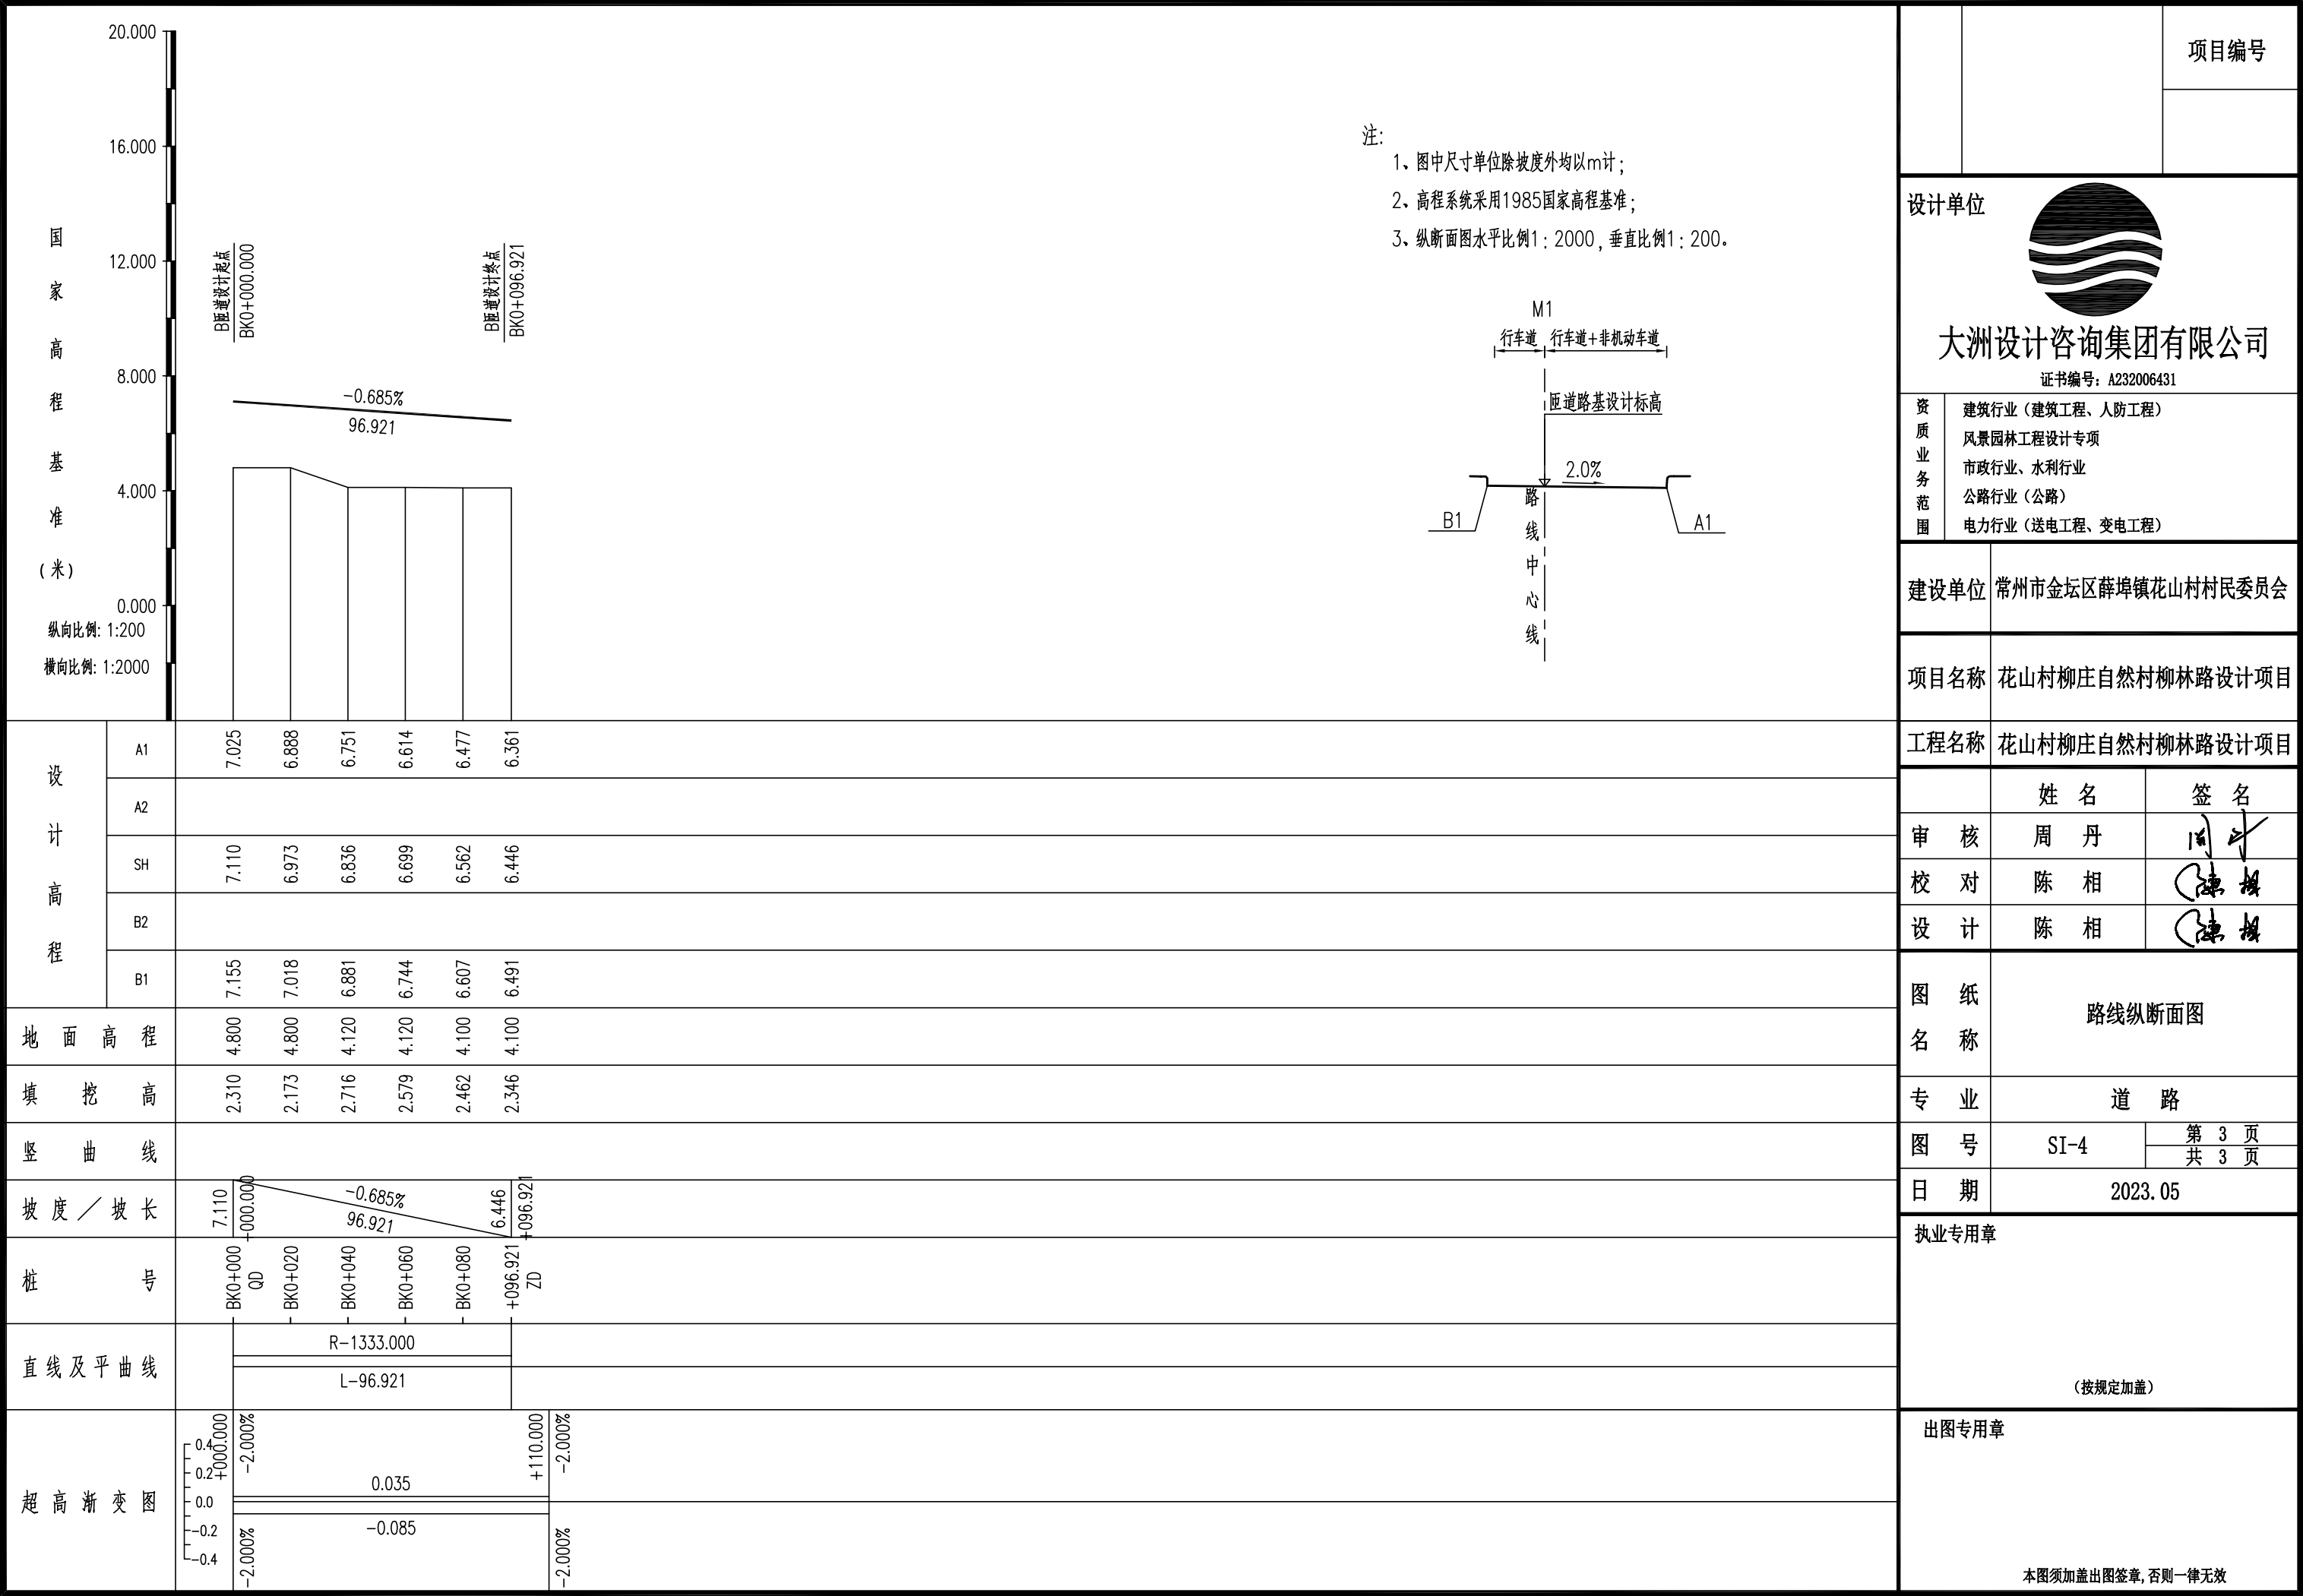 20.000
16.000
12.000
8.000
4.000
0.000
国家高程基准
(米)
纵向比例: 1:200
横向比例: 1:2000
B匝道设计起点
BK0+000.000
B匝道设计终点
BK0+096.921
-0.685%
96.921
注:
1、图中尺寸单位除坡度外均以m计;
2、高程系统采用1985国家高程基准;
3、纵断面图水平比例1: 2000,垂直比例1: 200。
M1
行车道 行车道+非机动车道
匝道路基设计标高
2.0%
B1
A1
路线中心线
设计高程
A1 7.025 6.888 6.751 6.614 6.477 6.361
A2
SH 7.110 6.973 6.836 6.699 6.562 6.446
B2
B1 7.155 7.018 6.881 6.744 6.607 6.491
地面高程 4.800 4.800 4.120 4.120 4.100 4.100
填挖高 2.310 2.173 2.716 2.579 2.462 2.346
竖曲线
坡度/坡长 7.110 +000.000 -0.685% 96.921 6.446 +096.921
桩号 BK0+000 BK0+020 BK0+040 BK0+060 BK0+080 +096.921
QD ZD
直线及平曲线
R-1333.000
L-96.921
超高渐变图
0.4
0.2
0.0
-0.2
-0.4
+000.000
-2.000%
+110.000
-2.000%
0.035
-0.085
-2.000%
-2.000%
项目编号
设计单位
大洲设计咨询集团有限公司
证书编号: A232006431
资质业务范围
建筑行业（建筑工程、人防工程）
风景园林工程设计专项
市政行业、水利行业
公路行业（公路）
电力行业（送电工程、变电工程）
建设单位 常州市金坛区薛埠镇花山村村民委员会
项目名称 花山村柳庄自然村柳林路设计项目
工程名称 花山村柳庄自然村柳林路设计项目
姓名 签名
审核 周丹 周丹
校对 陈相 陈相
设计 陈相 陈相
图纸名称 路线纵断面图
专业 道路
图号 SI-4 第 3 页
共 3 页
日期 2023.05
执业专用章
（按规定加盖）
出图专用章
本图须加盖出图签章,否则一律无效